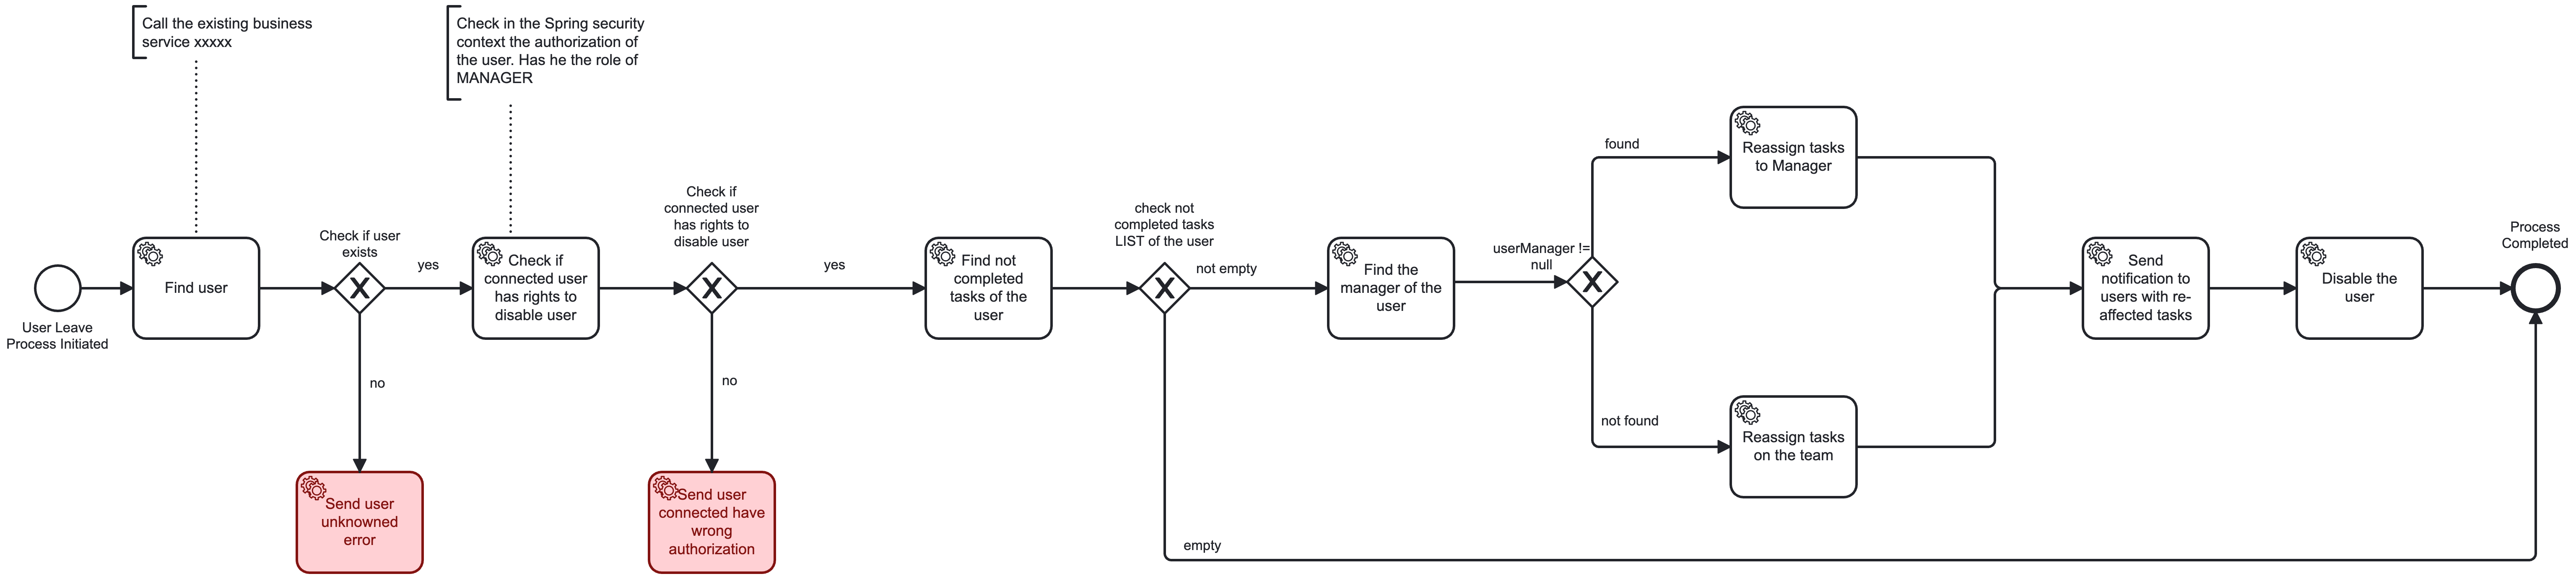 Call the existing business
service xxxxx
Check in the Spring security
context the authorization of
the user. Has he the role of
MANAGER
User Leave
Process Initiated
Find user
Check if user
exists
yes
no
Send user
unknowned
error
Check if
connected user
has rights to
disable user
Check if
connected user
has rights to
disable user
yes
no
Send user
connected have
wrong
authorization
Find not
completed
tasks of the
user
check not
completed tasks
LIST of the user
not empty
empty
Find the
manager of the
user
userManager !=
null
found
Reassign tasks
to Manager
not found
Reassign tasks
on the team
Send
notification to
users with re-
affected tasks
Disable the
user
Process
Completed